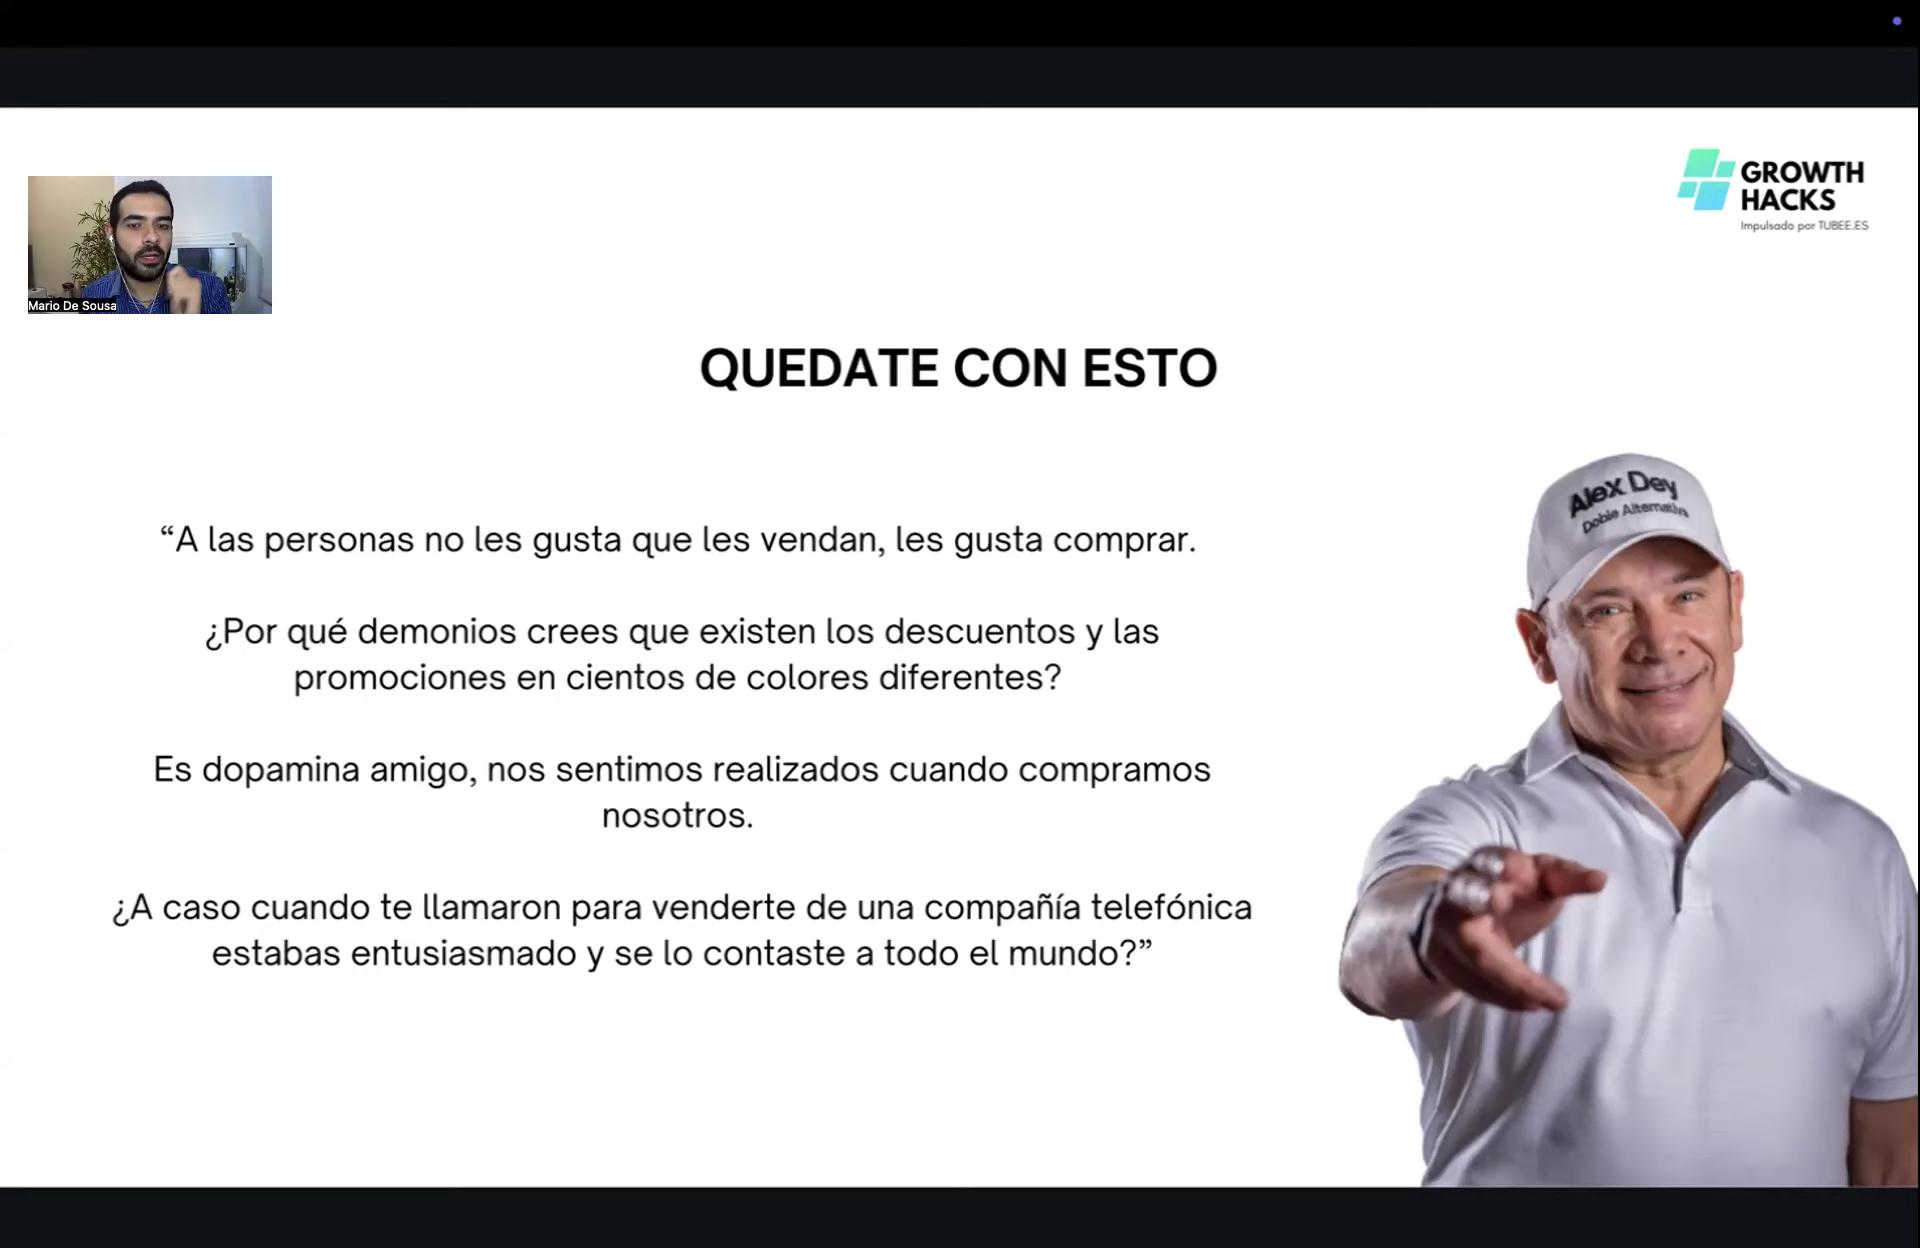 GROWTH
HACKS
Impulsado por TUBEE.ES
Mario De Sousa
QUEDATE CON ESTO
“A las personas no les gusta que les vendan, les gusta comprar.
¿Por qué demonios crees que existen los descuentos y las
promociones en cientos de colores diferentes?
Es dopamina amigo, nos sentimos realizados cuando compramos
nosotros.
¿A caso cuando te llamaron para venderte de una compañía telefónica
estabas entusiasmado y se lo contaste a todo el mundo?”
Alex Dey
Doble Alternativa